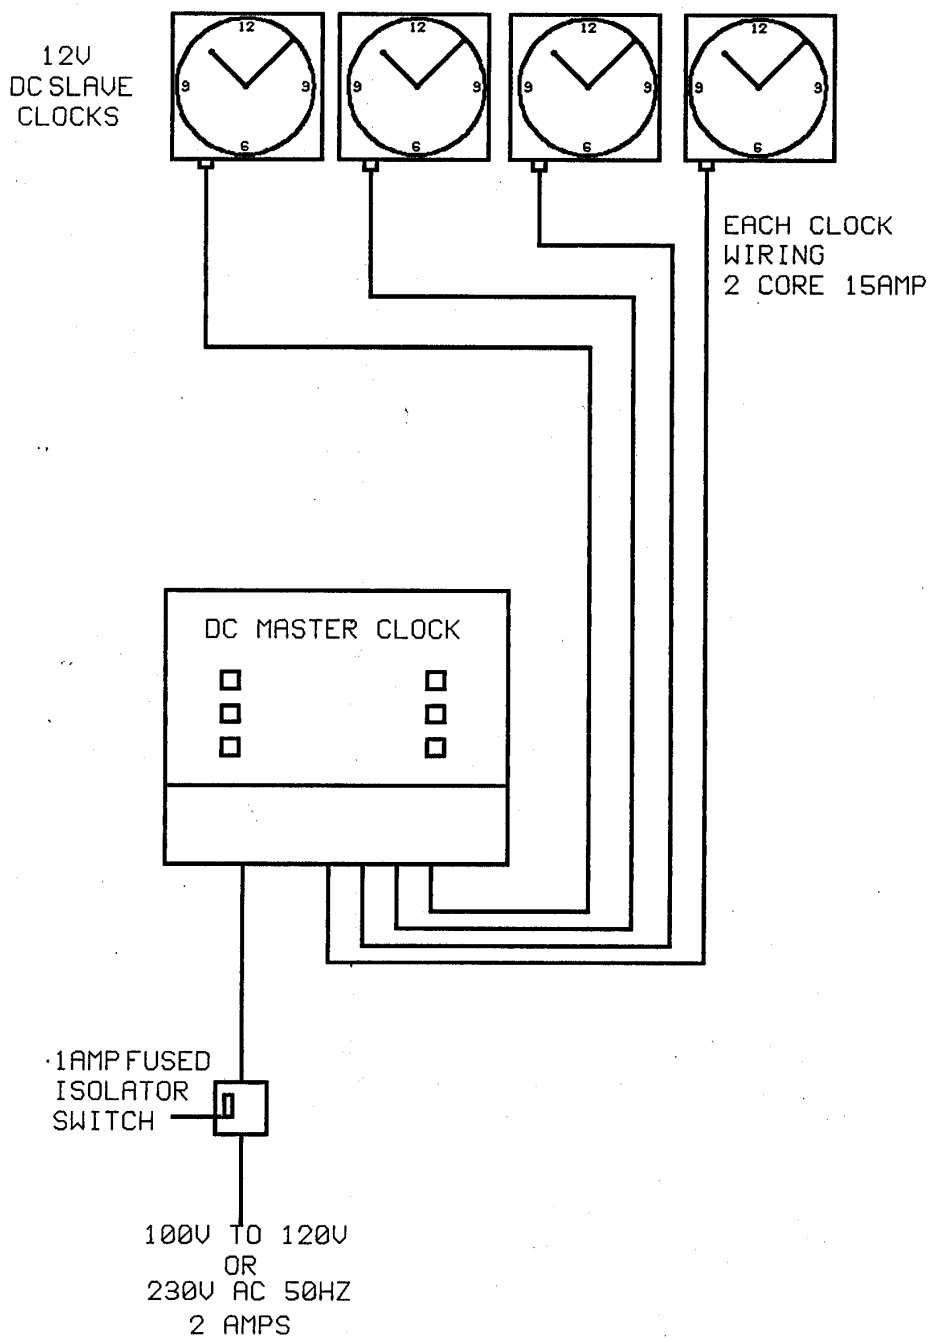 12V
DC SLAVE
CLOCKS
12
9 9
6
12
9 9
6
12
9 9
6
12
9 9
6
EACH CLOCK
WIRING
2 CORE 15AMP
DC MASTER CLOCK
1AMP FUSED
ISOLATOR
SWITCH
100V TO 120V
OR
230V AC 50HZ
2 AMPS